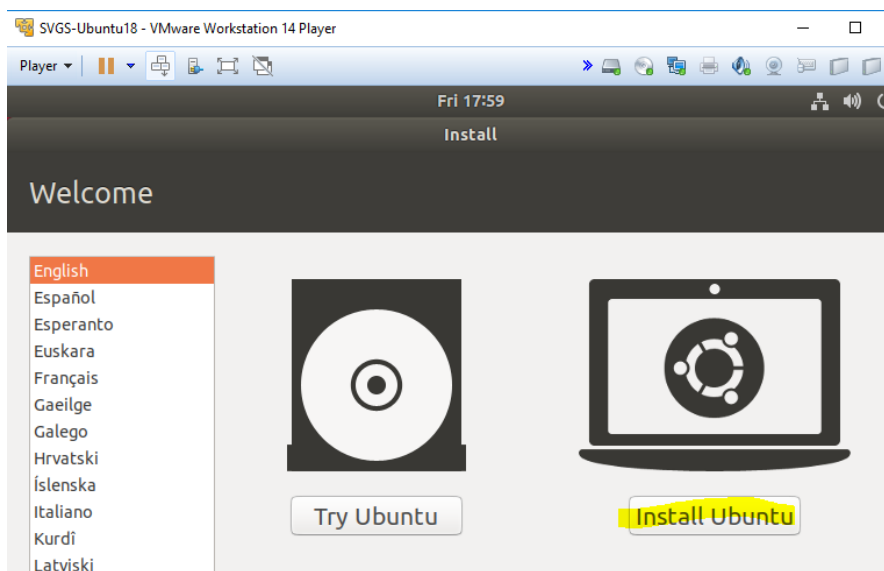 SVGS-Ubuntu18 - VMware Workstation 14 Player
Player
Fri 17:59
Install
Welcome
English
Español
Esperanto
Euskara
Français
Gaeilge
Galego
Hrvatski
Íslenska
Italiano
Kurdî
Latviski
Try Ubuntu
Install Ubuntu